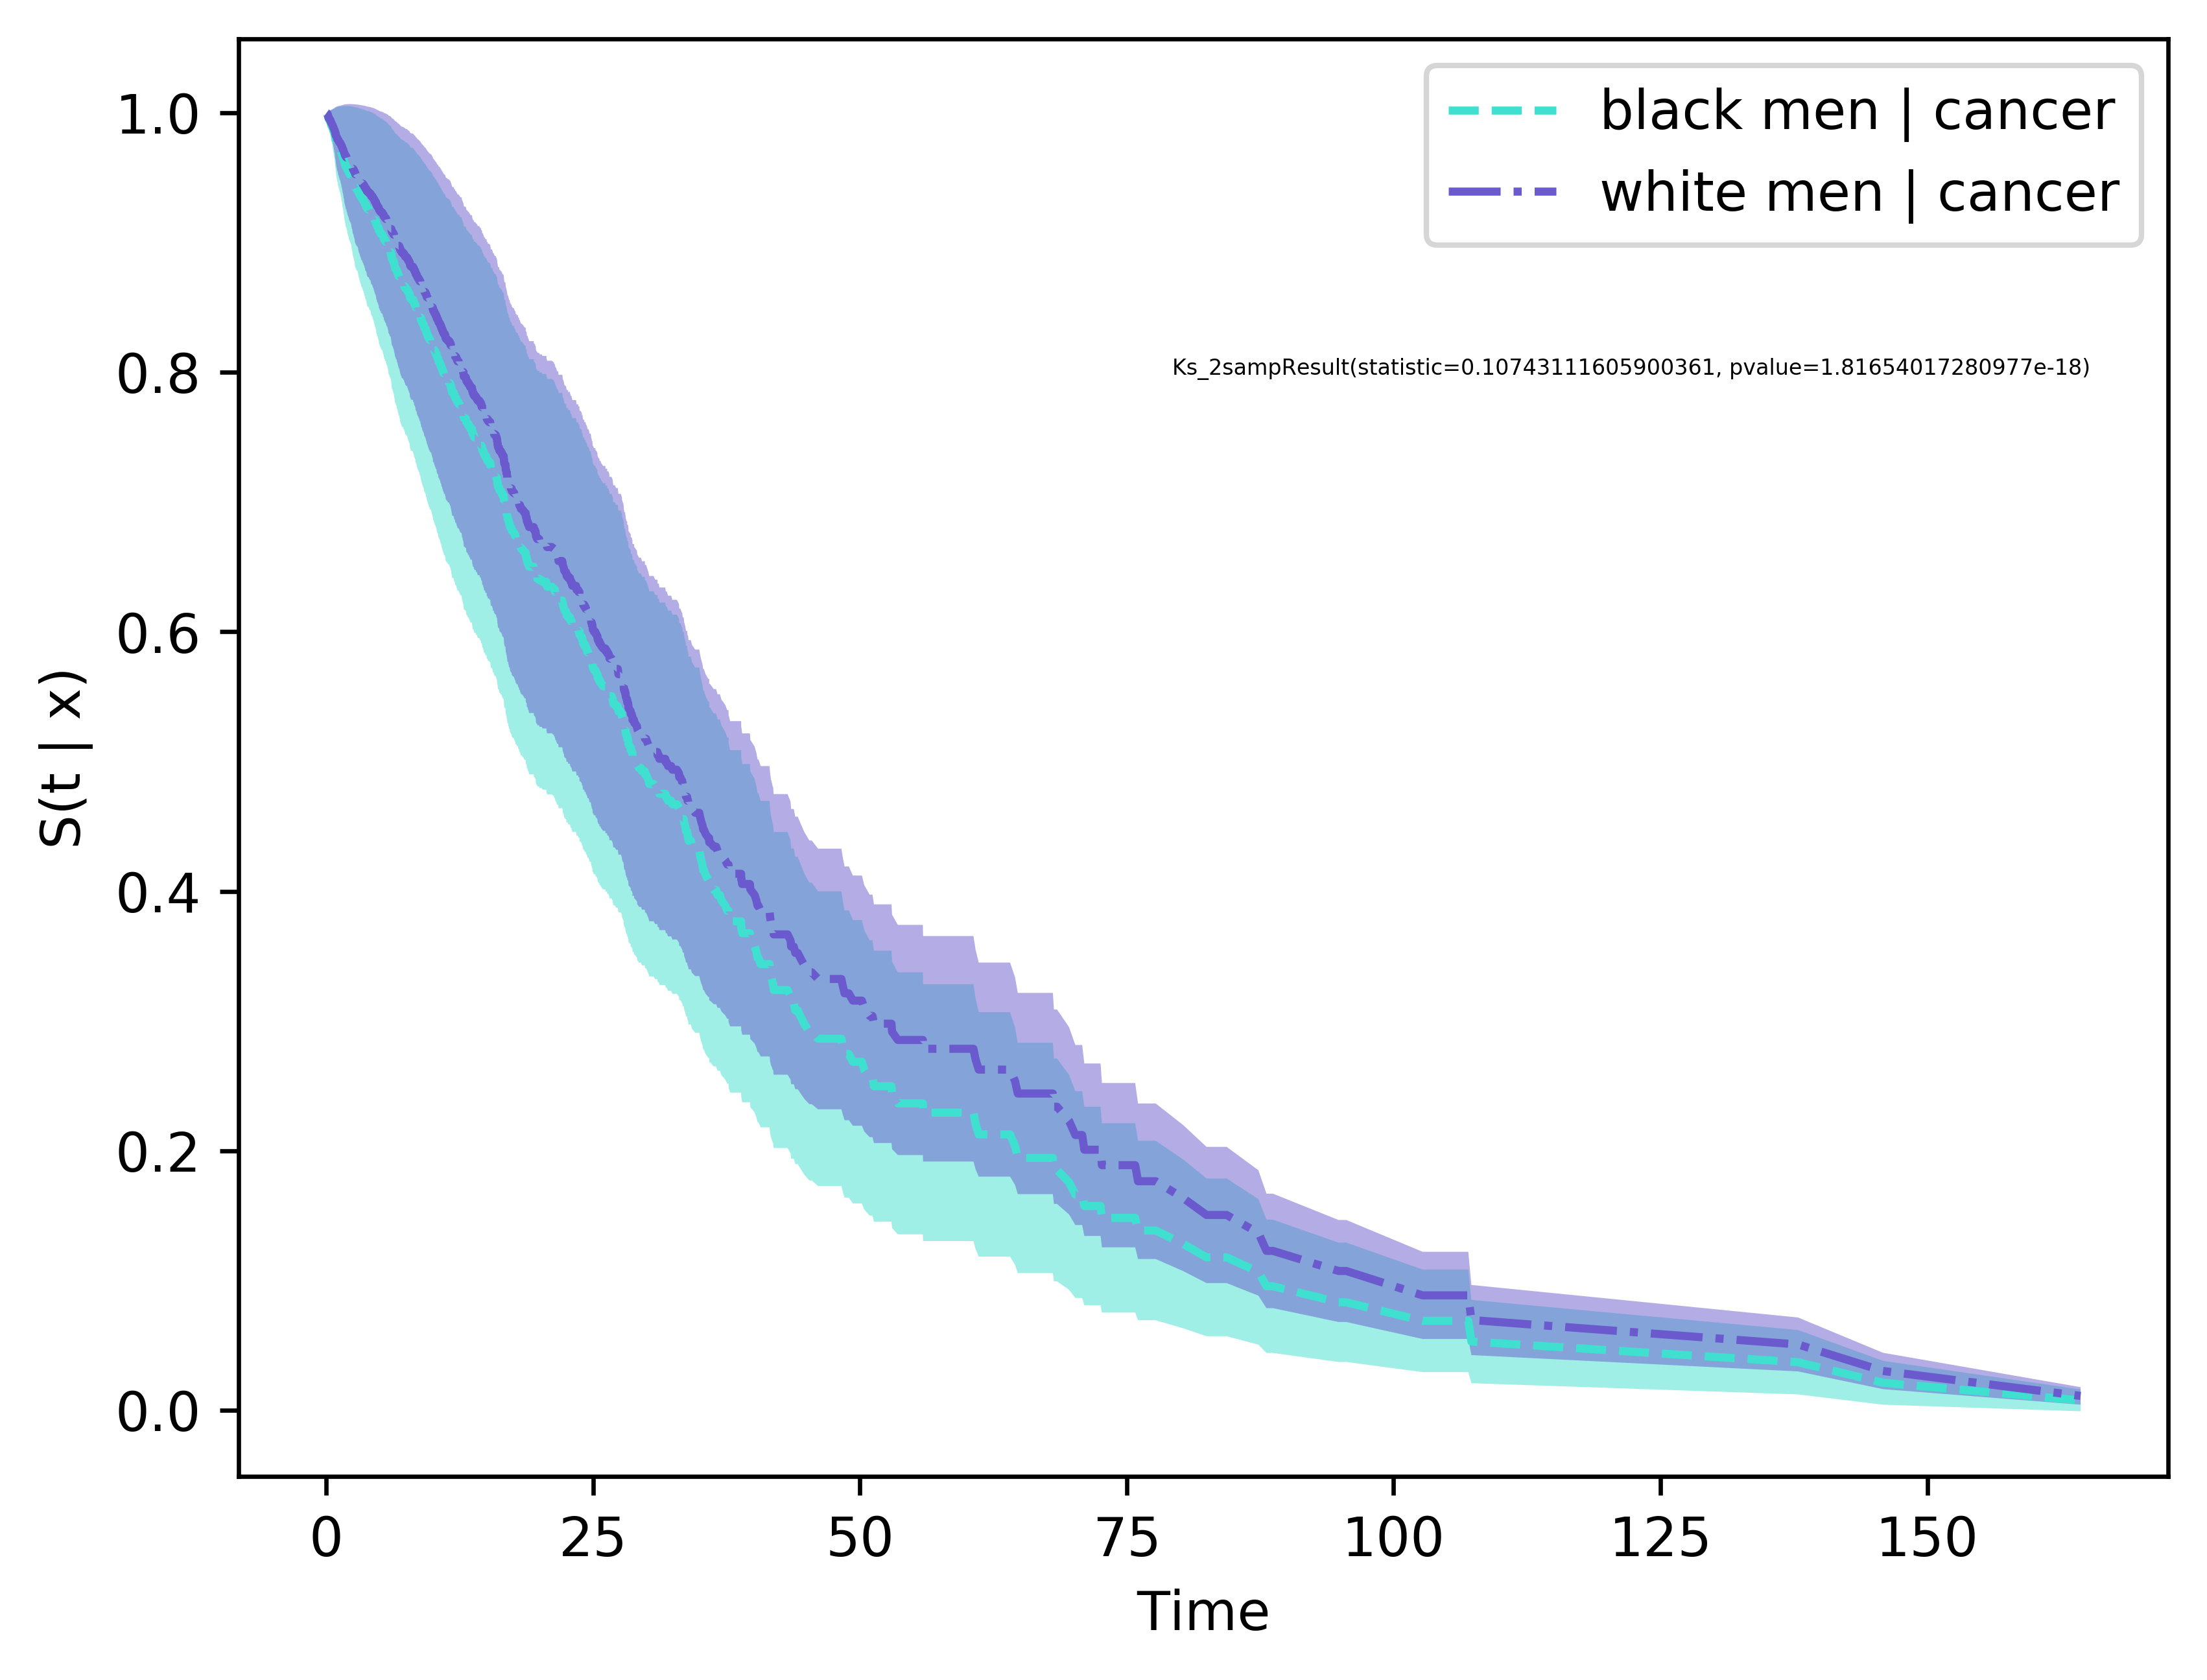 black men | cancer
white men | cancer
Ks_2sampResult(statistic=0.10743111605900361, pvalue=1.81654017280977e-18)
S(t | x)
1.0
0.8
0.6
0.4
0.2
0.0
0 25 50 75 100 125 150
Time